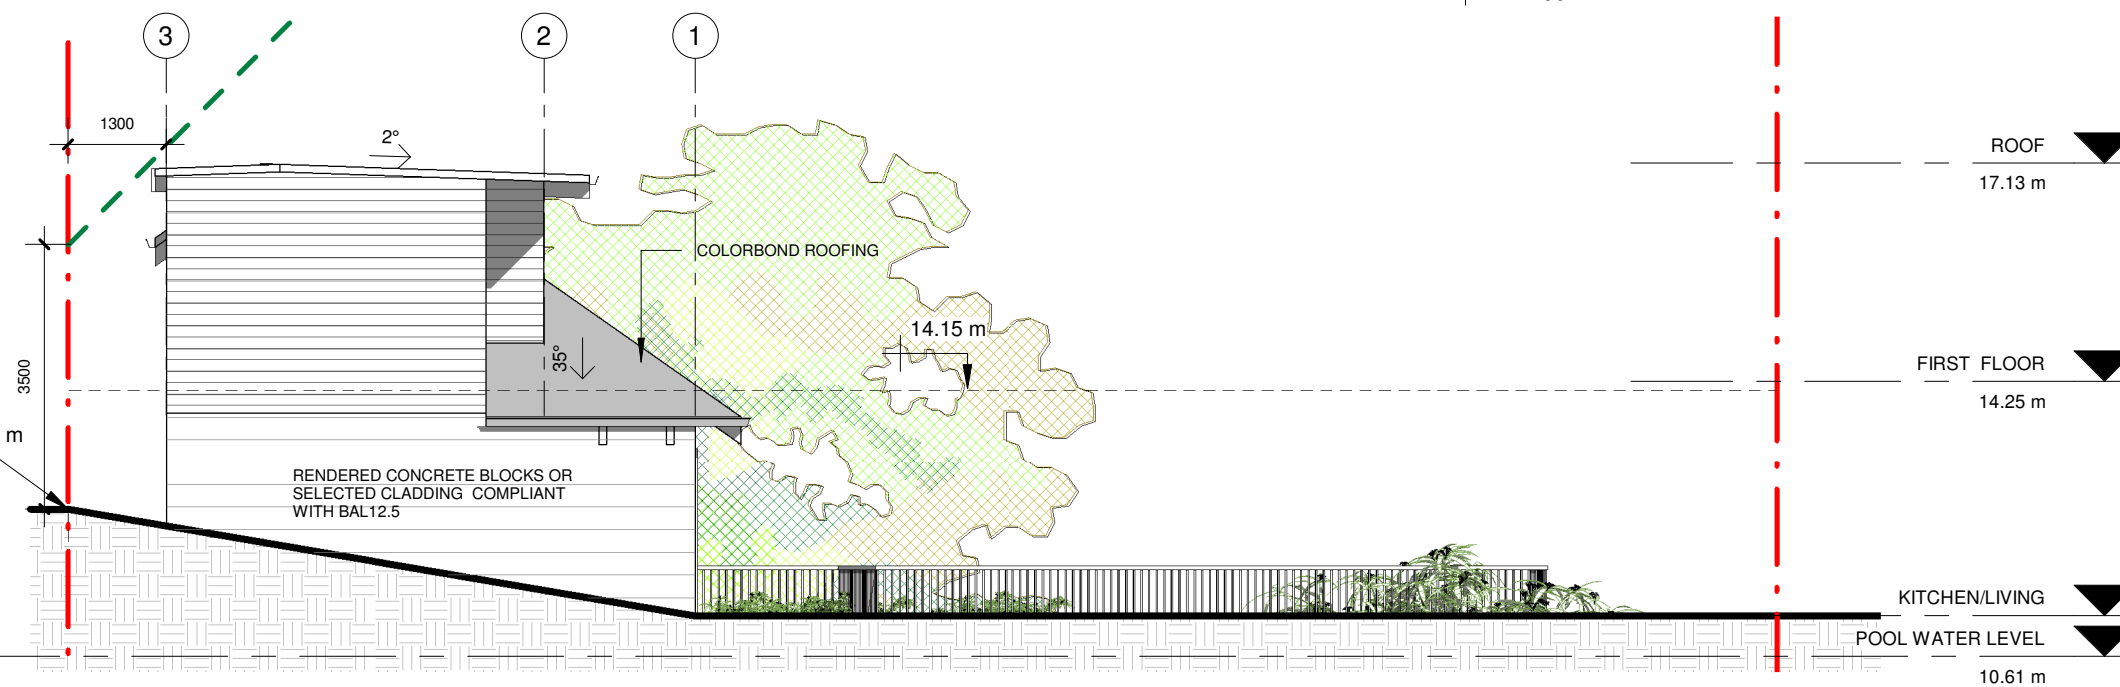 3
2
1
1300
2°
ROOF
17.13 m
COLORBOND ROOFING
14.15 m
35°
3500
FIRST FLOOR
14.25 m
m
RENDERED CONCRETE BLOCKS OR
SELECTED CLADDING COMPLIANT
WITH BAL12.5
KITCHEN/LIVING
POOL WATER LEVEL
10.61 m